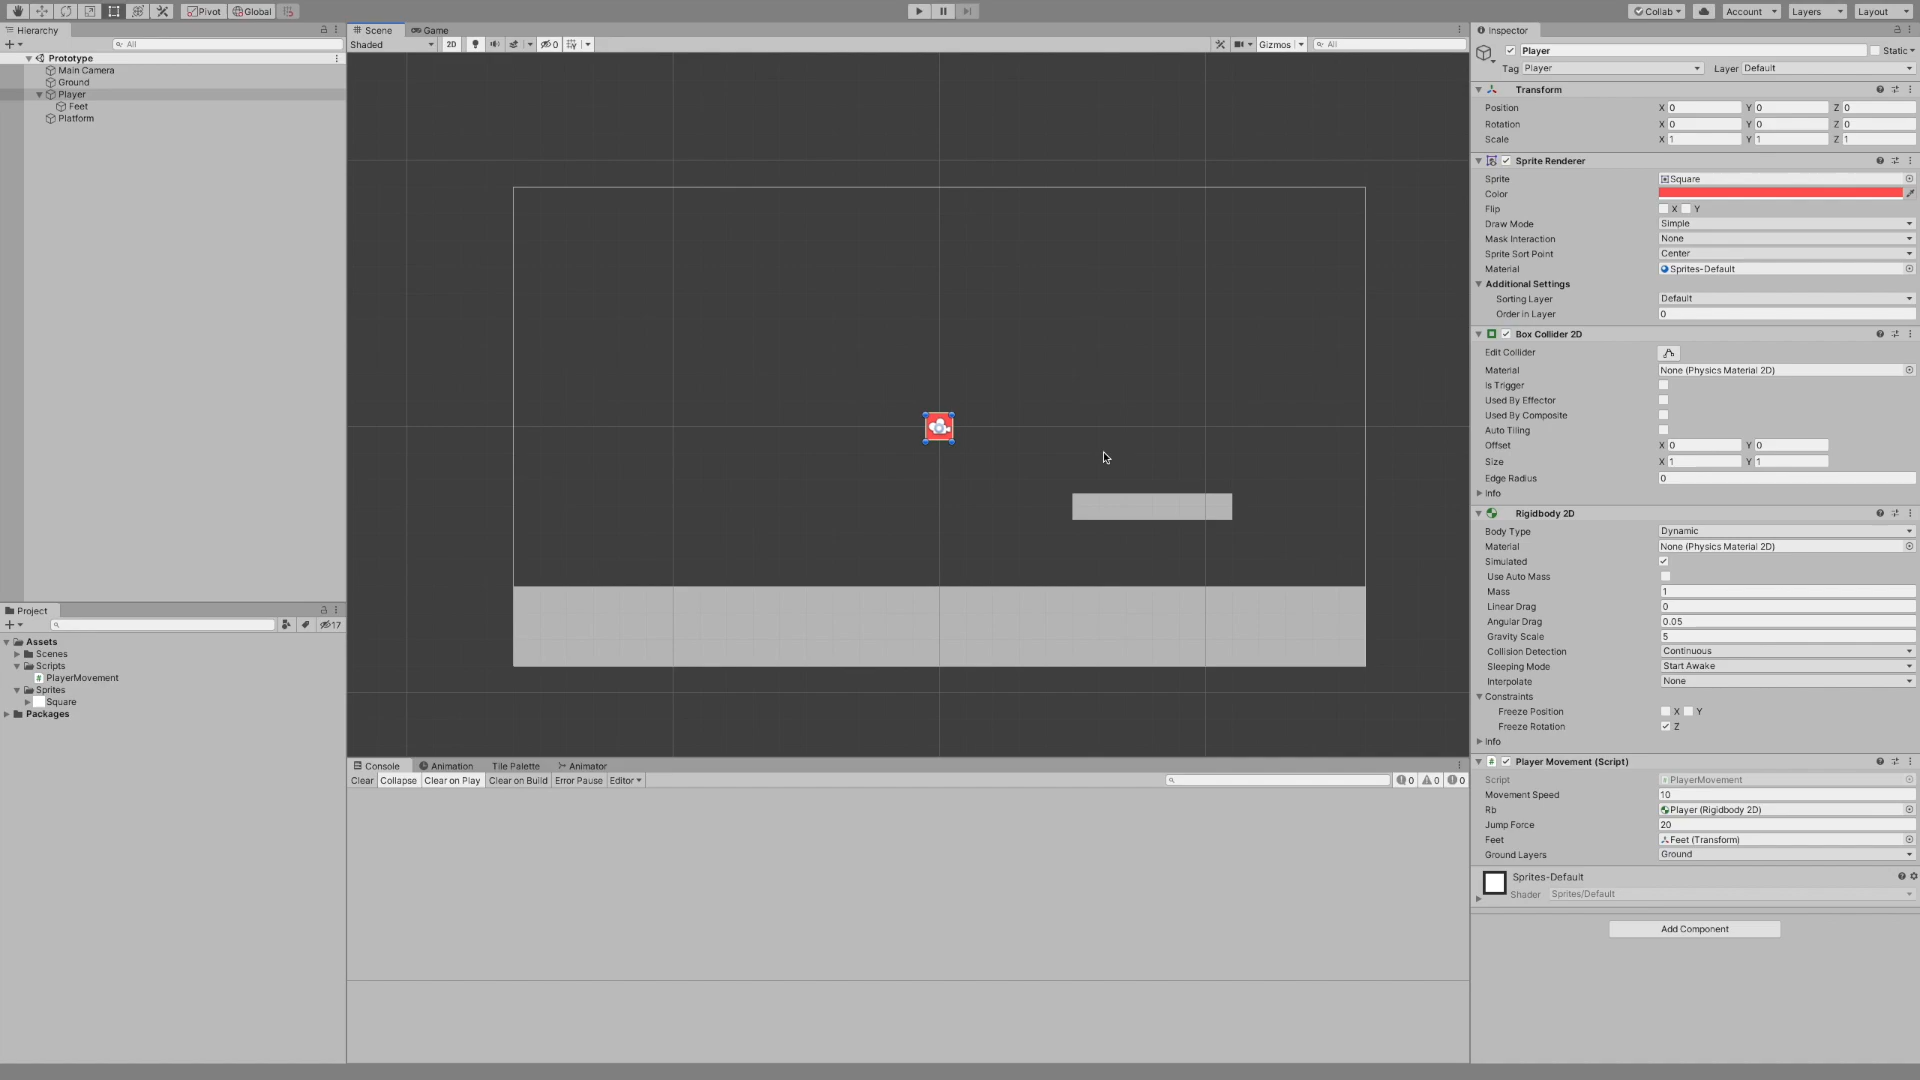 Pivot Global Collab Account Layers Layout
Hierarchy
All
Prototype
Main Camera
Ground
Player
Feet
Platform
Project
17
Assets
Scenes
Scripts
# PlayerMovement
Sprites
Square
Packages
Scene Game
Shaded 2D 0 Gizmos All
Console Animation Tile Palette Animator
Clear Collapse Clear on Play Clear on Build Error Pause Editor 0 0 0
Inspector
Player Static
Tag Player Layer Default
Transform
Position X 0 Y 0 Z 0
Rotation X 0 Y 0 Z 0
Scale X 1 Y 1 Z 1
Sprite Renderer
Sprite Square
Color
Flip X Y
Draw Mode Simple
Mask Interaction None
Sprite Sort Point Center
Material Sprites-Default
Additional Settings
Sorting Layer Default
Order in Layer 0
Box Collider 2D
Edit Collider
Material None (Physics Material 2D)
Is Trigger
Used By Effector
Used By Composite
Auto Tiling
Offset X 0 Y 0
Size X 1 Y 1
Edge Radius 0
Info
Rigidbody 2D
Body Type Dynamic
Material None (Physics Material 2D)
Simulated
Use Auto Mass
Mass 1
Linear Drag 0
Angular Drag 0.05
Gravity Scale 5
Collision Detection Continuous
Sleeping Mode Start Awake
Interpolate None
Constraints
Freeze Position X Y
Freeze Rotation Z
Info
# Player Movement (Script)
Script # PlayerMovement
Movement Speed 10
Rb Player (Rigidbody 2D)
Jump Force 20
Feet Feet (Transform)
Ground Layers Ground
Sprites-Default
Shader Sprites/Default
Add Component